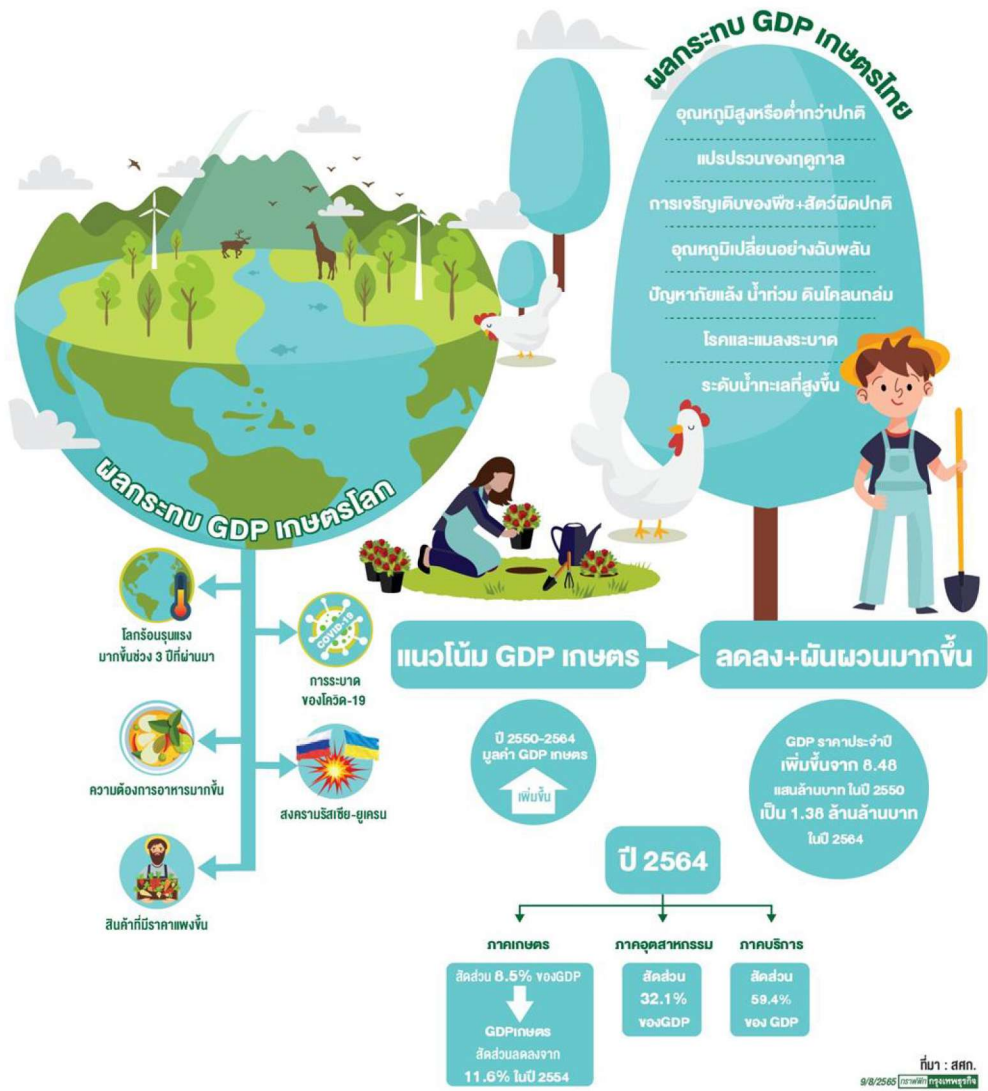 ผลกระทบ GDP เกษตรไทย
อุณหภูมิสูงหรือต่ำกว่าปกติ
แปรปรวนของฤดูกาล
การเจริญเติบของพืช+สัตว์ผิดปกติ
อุณหภูมิเปลี่ยนอย่างฉับพลัน
ปัญหาภัยแล้ง น้ำท่วม ดินโคลนถล่ม
โรคและแมลงระบาด
ระดับน้ำทะเลที่สูงขึ้น
ผลกระทบ GDP เกษตรโลก
โลกร้อนรุนแรง
มากขึ้นช่วง 3 ปีที่ผ่านมา
COVID-19
การระบาด
ของโควิด-19
ความต้องการอาหารมากขึ้น
สงครามรัสเซีย-ยูเครน
สินค้าที่มีราคาแพงขึ้น
แนวโน้ม GDP เกษตร
ลดลง+ผันผวนมากขึ้น
ปี 2550-2564
มูลค่า GDP เกษตร
เพิ่มขึ้น
GDP ราคาประจำปี
เพิ่มขึ้นจาก 8.48
แสนล้านบาท ในปี 2550
เป็น 1.38 ล้านล้านบาท
ในปี 2564
ปี 2564
ภาคเกษตร
สัดส่วน 8.5% ของGDP
GDPเกษตร
สัดส่วนลดลงจาก
11.6% ในปี 2554
ภาคอุตสาหกรรม
สัดส่วน
32.1%
ของGDP
ภาคบริการ
สัดส่วน
59.4%
ของ GDP
ที่มา : สศก.
9/8/2565 กราฟฟิก กรุงเทพธุรกิจ